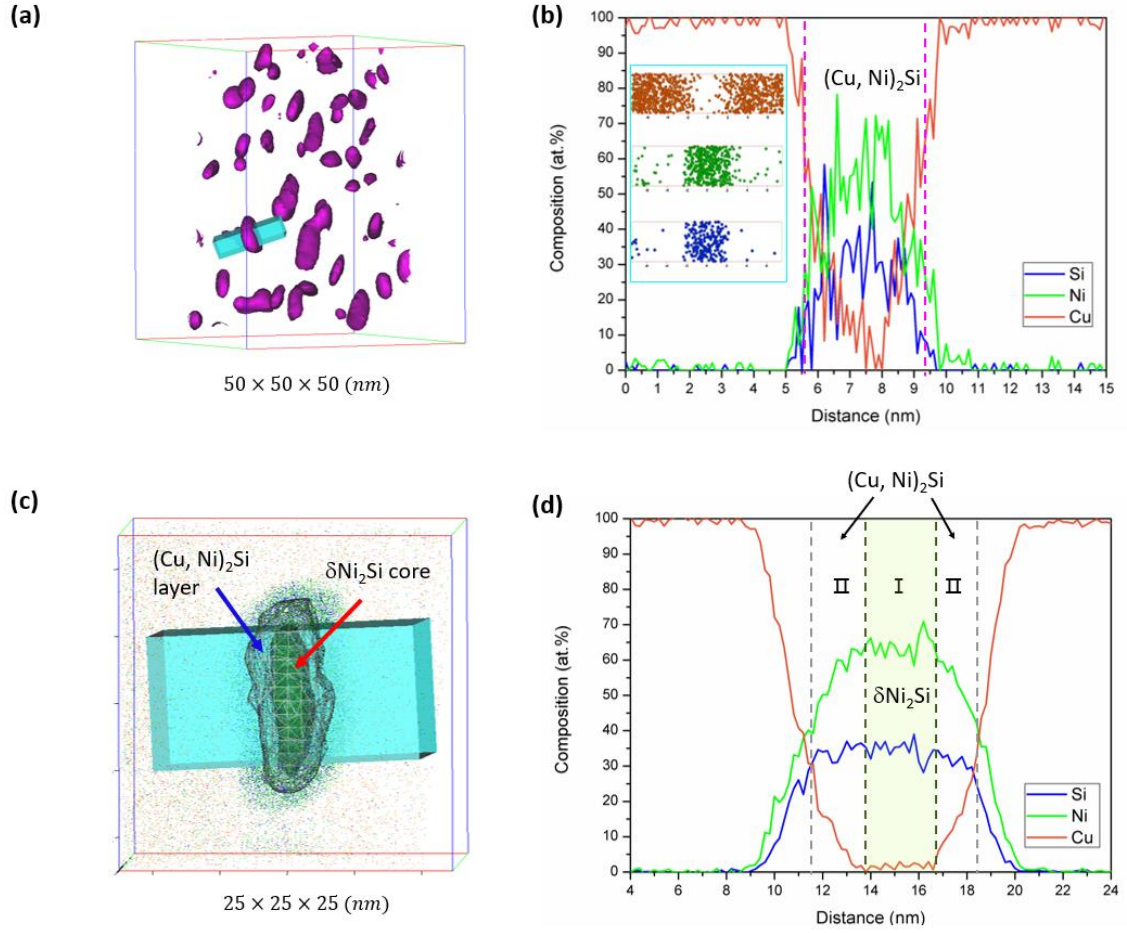 (a)
50 × 50 × 50 (nm)
(b)
Composition (at.%)
100
90
80
70
60
50
40
30
20
10
0
(Cu, Ni)₂Si
Si
Ni
Cu
0 1 2 3 4 5 6 7 8 9 10 11 12 13 14 15
Distance (nm)
(c)
(Cu, Ni)₂Si
layer
δNi₂Si core
25 × 25 × 25 (nm)
(d)
(Cu, Ni)₂Si
Composition (at.%)
100
90
80
70
60
50
40
30
20
10
0
II I II
δNi₂Si
Si
Ni
Cu
4 6 8 10 12 14 16 18 20 22 24
Distance (nm)